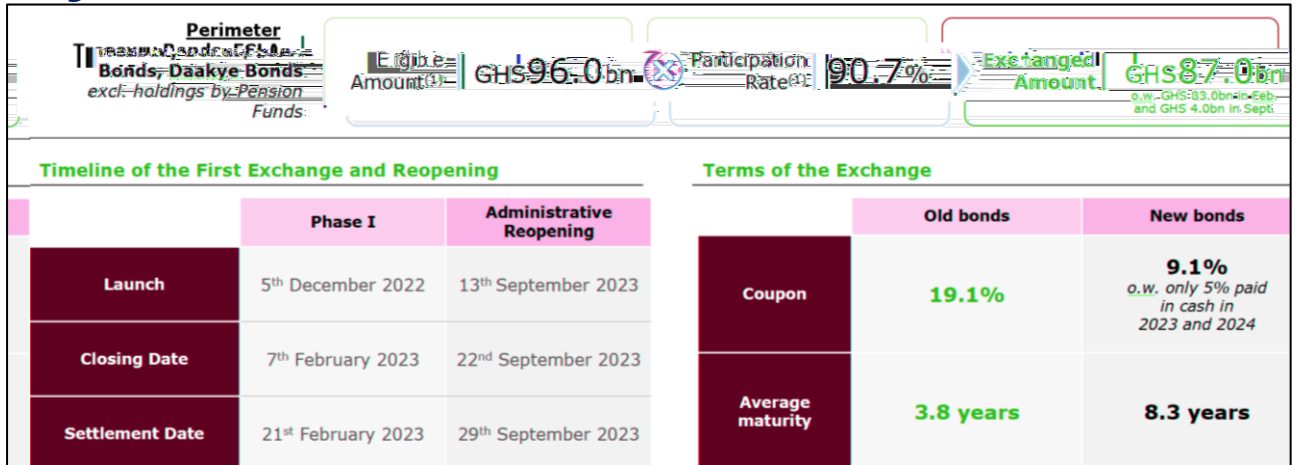 Perimeter
Bonds, Daakye Bonds
excl. holdings by Pension
Funds
Eligible
Amount(1)
GHS96.0bn
Participation
Rate(1)
90.7%
Exchanged
Amount
GHS87.0bn
o.w. GHS 83.0bn in Feb.
and GHS 4.0bn in Sept.
Timeline of the First Exchange and Reopening
Phase I
Administrative
Reopening
Launch
5th December 2022
13th September 2023
Closing Date
7th February 2023
22nd September 2023
Settlement Date
21st February 2023
29th September 2023
Terms of the Exchange
Old bonds
New bonds
Coupon
19.1%
9.1%
o.w. only 5% paid
in cash in
2023 and 2024
Average
maturity
3.8 years
8.3 years